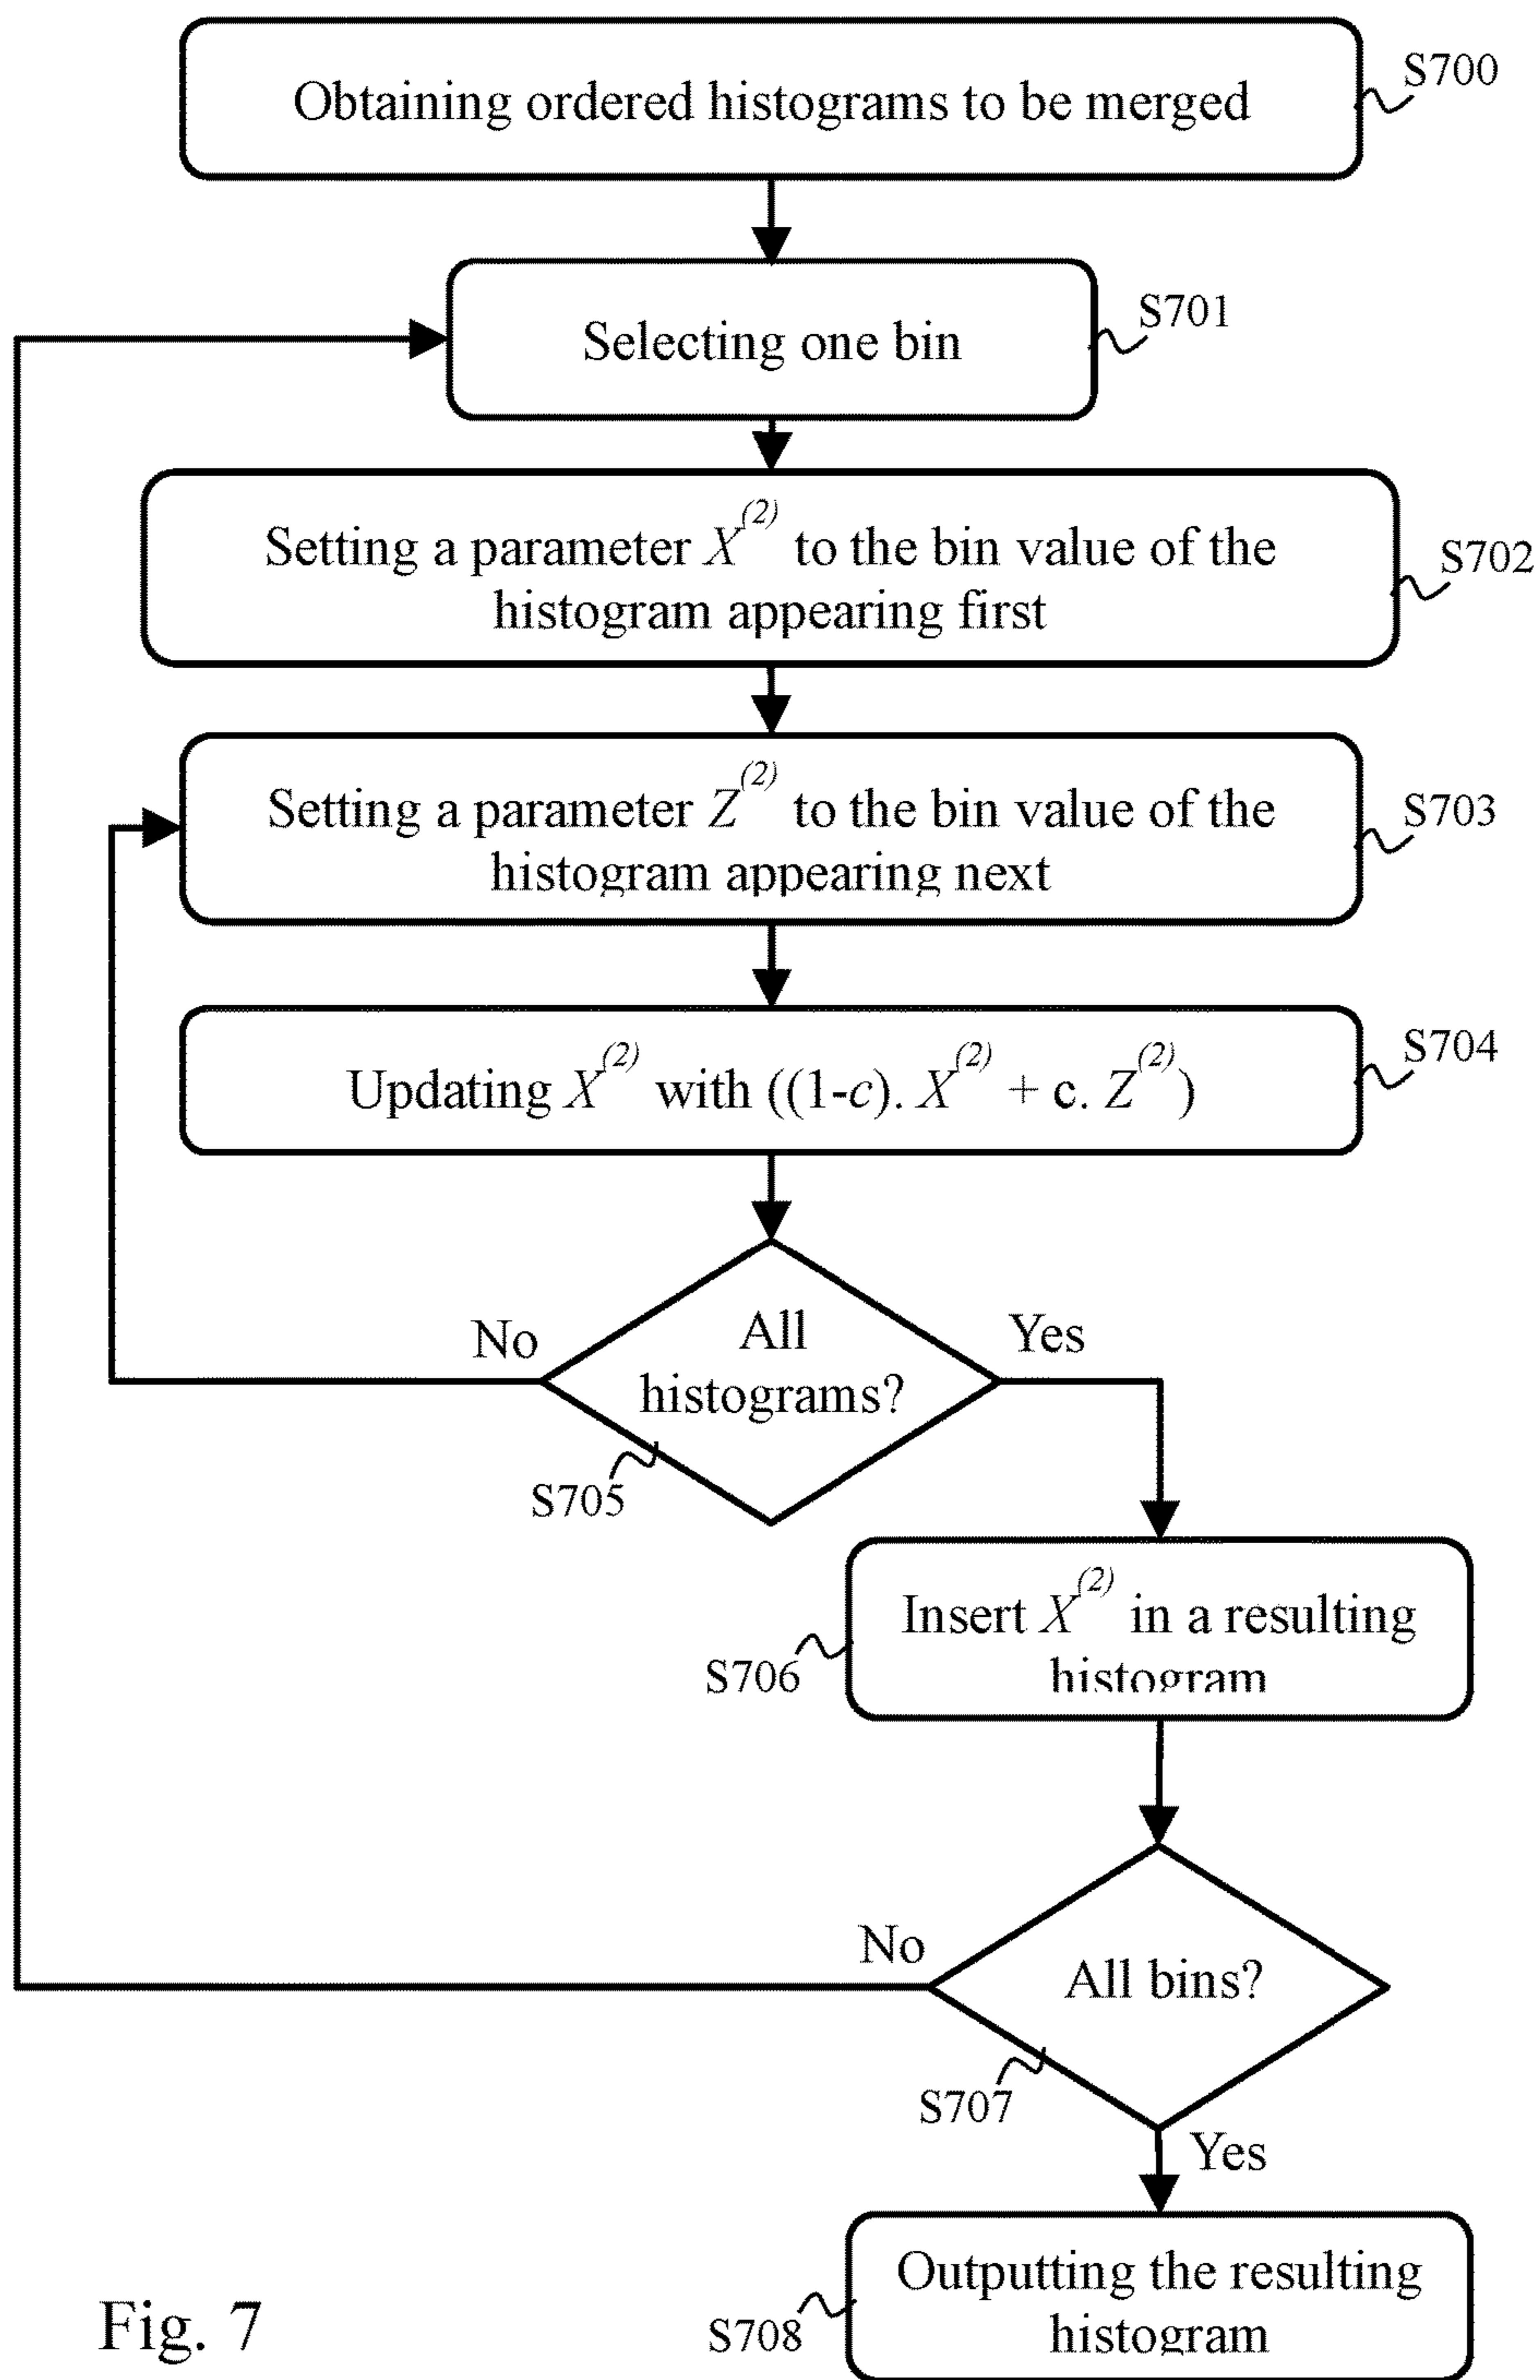 Obtaining ordered histograms to be merged
S700
Selecting one bin
S701
Setting a parameter X^(2) to the bin value of the
histogram appearing first
S702
Setting a parameter Z^(2) to the bin value of the
histogram appearing next
S703
Updating X^(2) with ((1-c). X^(2) + c. Z^(2))
S704
All
histograms?
No
Yes
S705
Insert X^(2) in a resulting
histogram
S706
All bins?
No
S707
Yes
Outputting the resulting
histogram
S708
Fig. 7